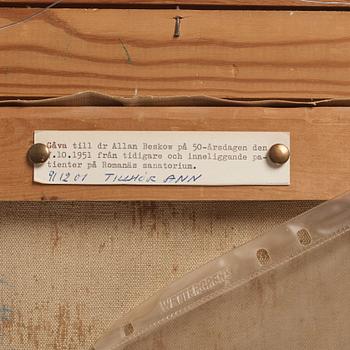 Gåva till dr Allan Beskow på 50-årsdagen den
.10.1951 från tidigare och inneliggande pa-
tienter på Romanäs sanatorium.
91 12 01 TILLHÖR ANN
WETTERGRENS